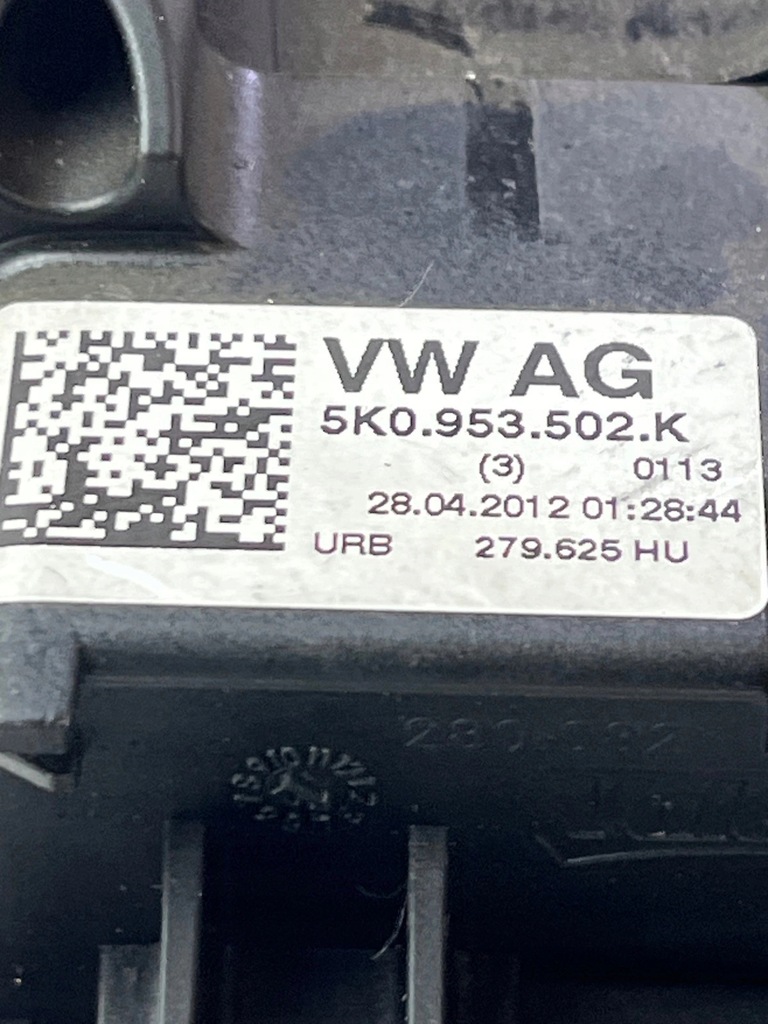 VW AG
5K0.953.502.K
(3) 0113
28.04.2012 01:28:44
URB 279.625 HU